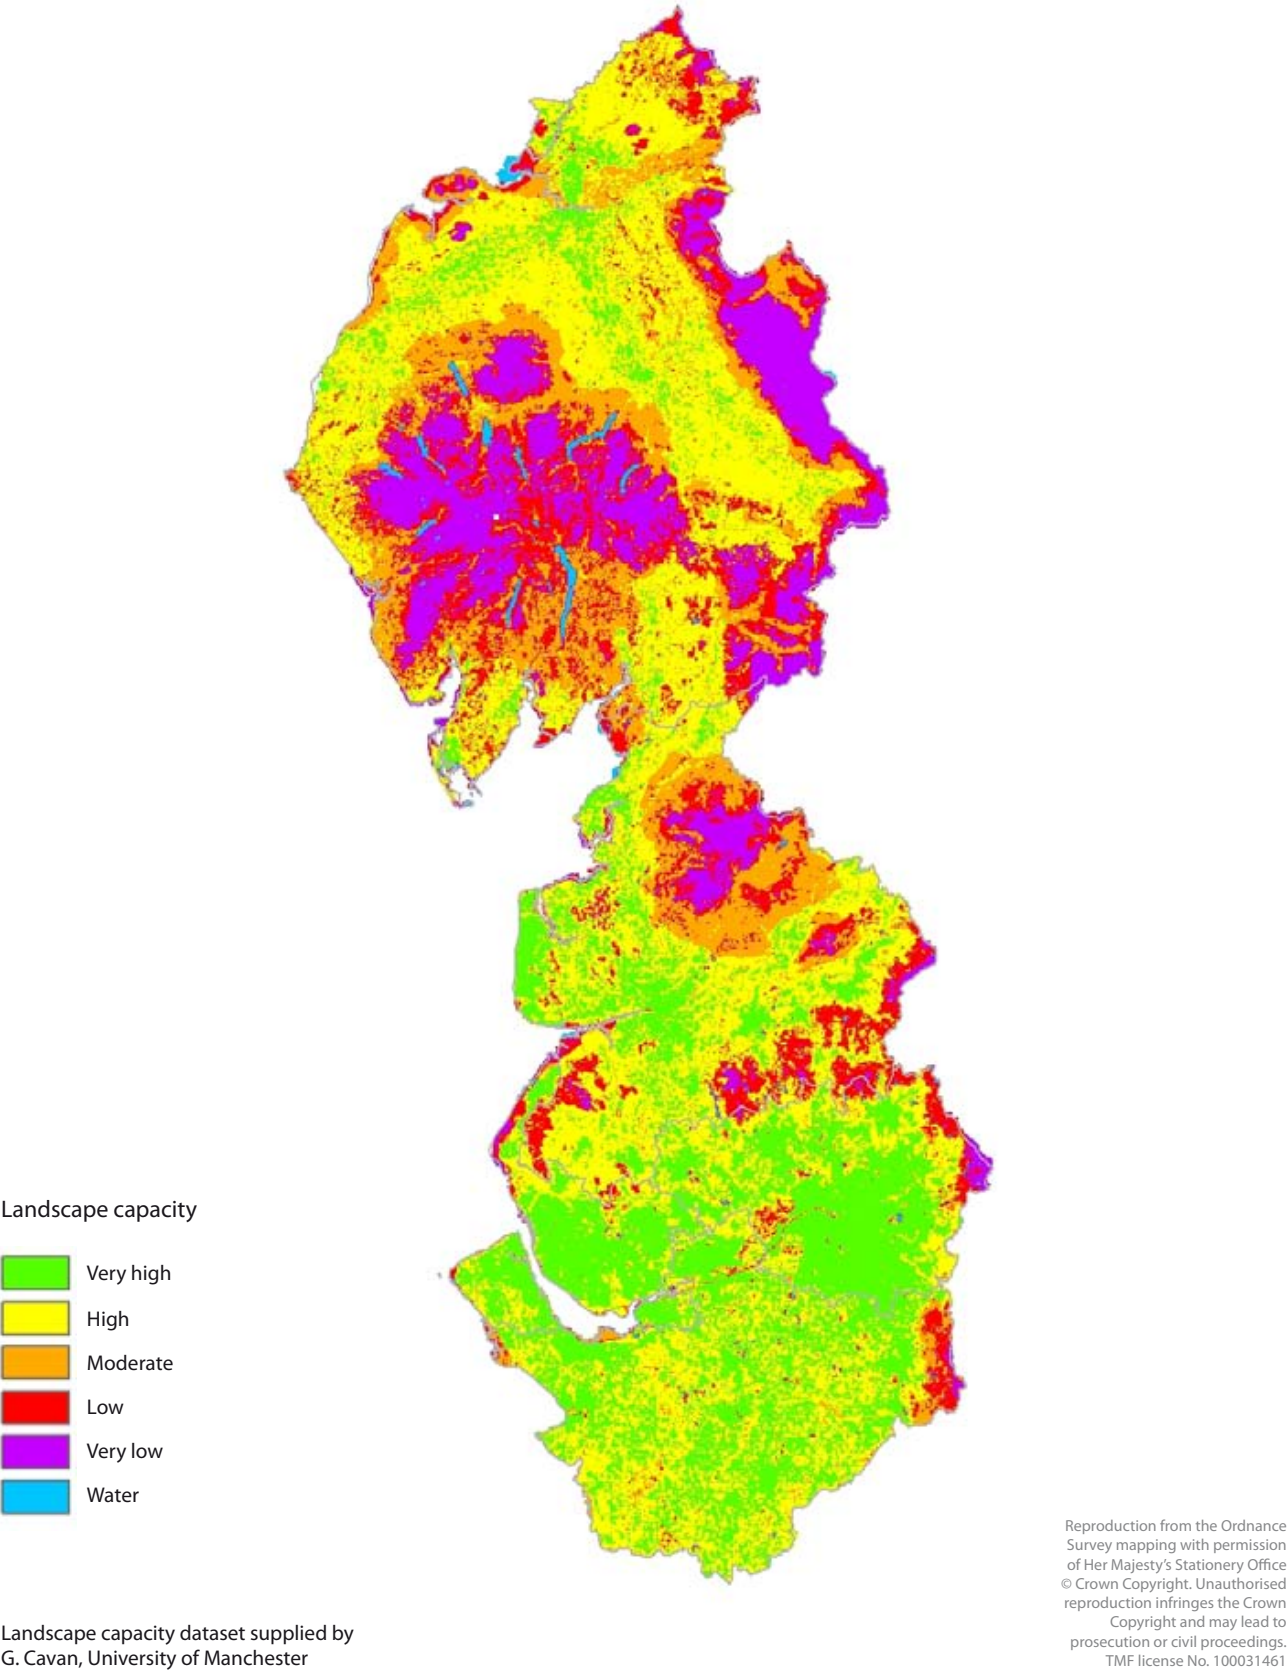 Landscape capacity
Very high
High
Moderate
Low
Very low
Water
Reproduction from the Ordnance
Survey mapping with permission
of Her Majesty’s Stationery Office
© Crown Copyright. Unauthorised
reproduction infringes the Crown
Copyright and may lead to
prosecution or civil proceedings.
TMF license No. 100031461
Landscape capacity dataset supplied by
G. Cavan, University of Manchester